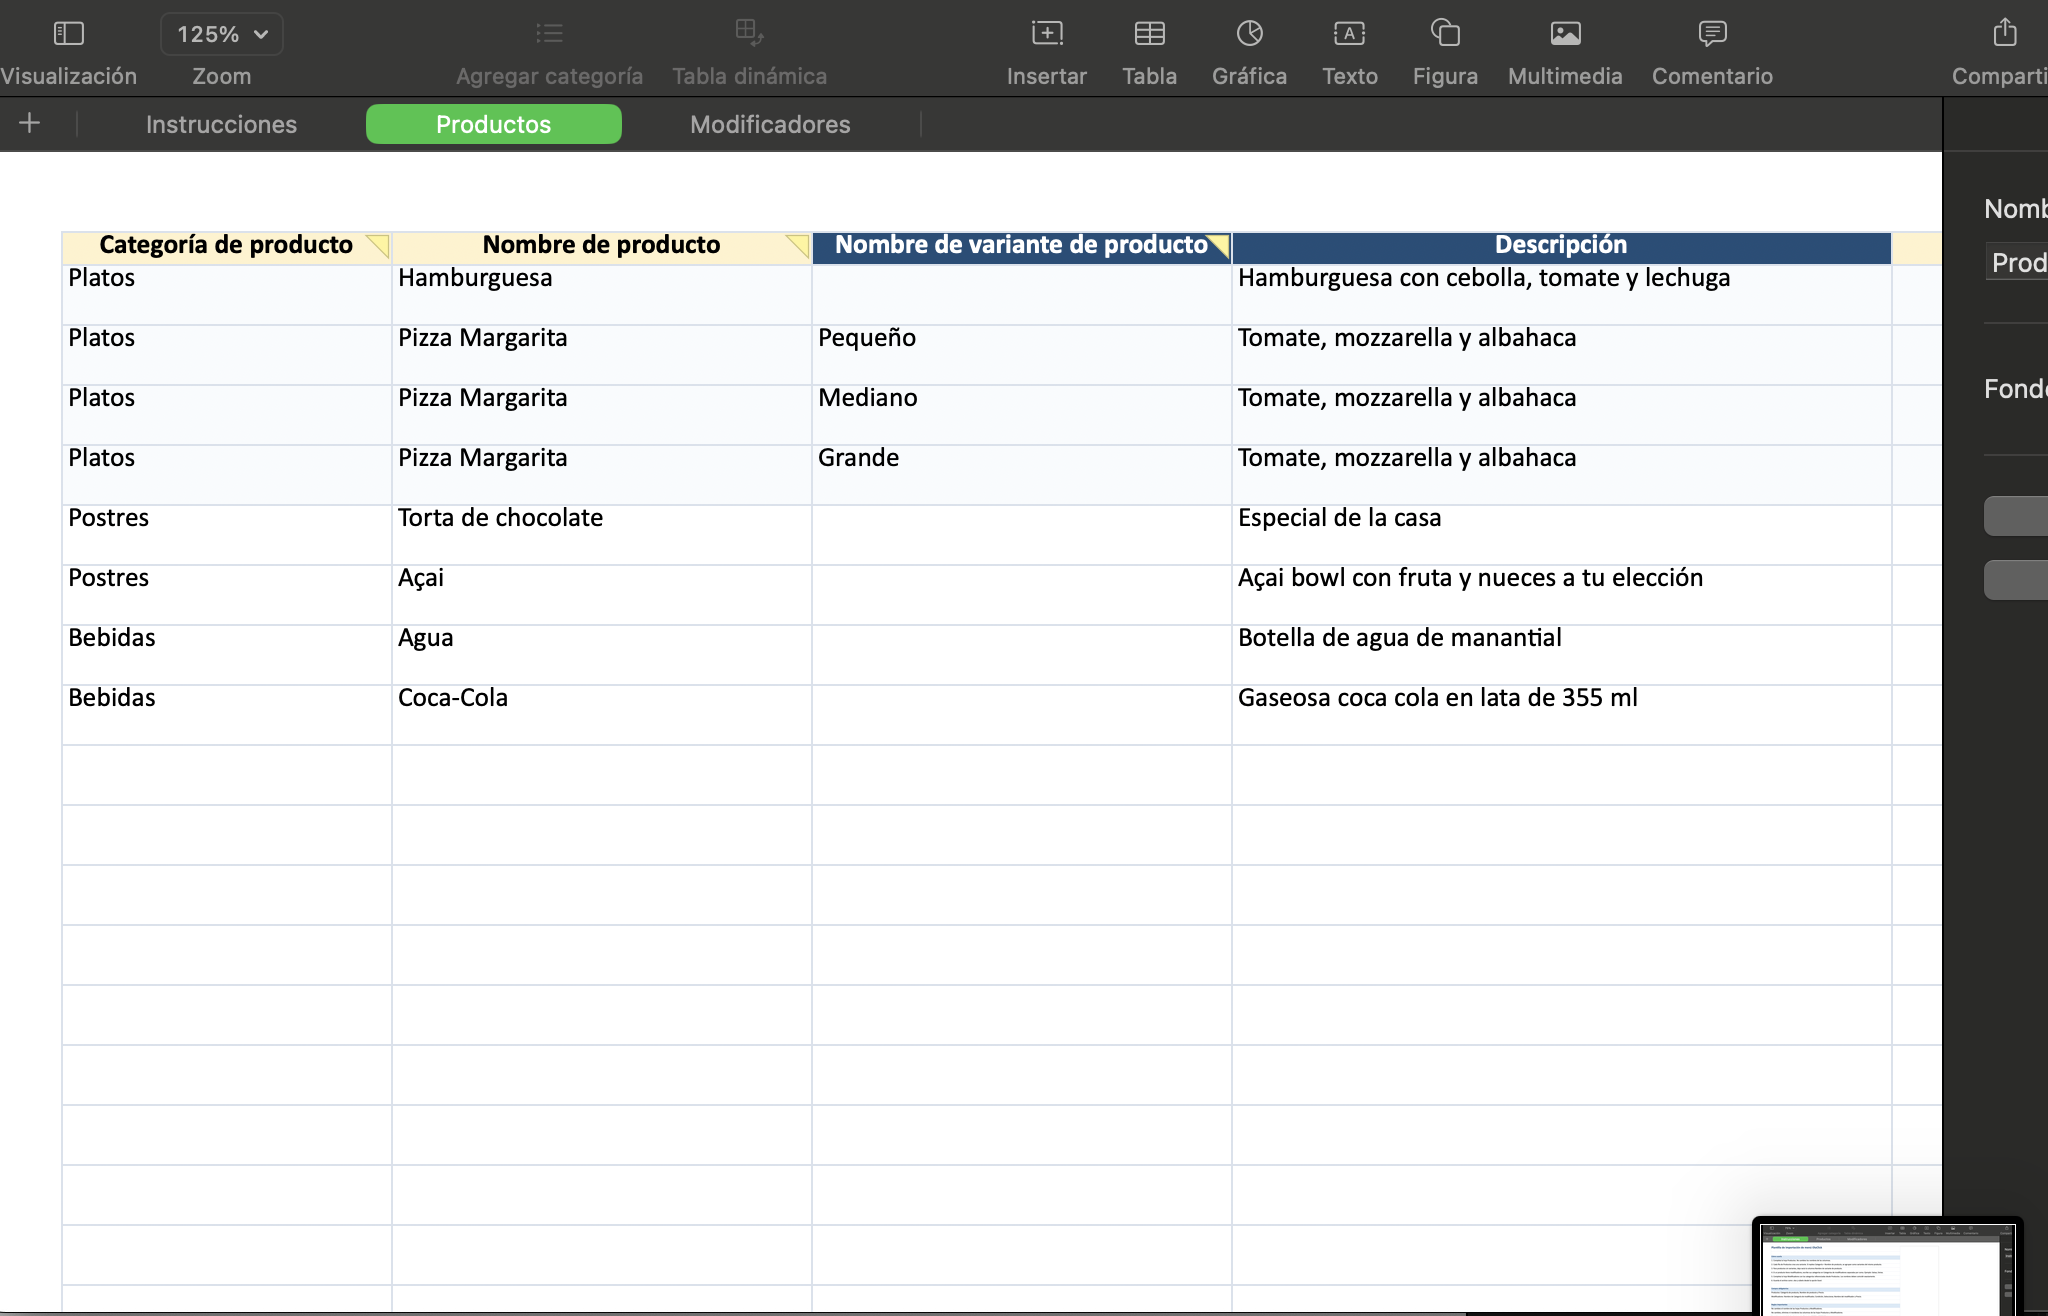 125%
Visualización Zoom Agregar categoría Tabla dinámica Insertar Tabla Gráfica Texto Figura Multimedia Comentario Comparti
Instrucciones Productos Modificadores
Nomb
Prod
Fond
Categoría de producto Nombre de producto Nombre de variante de producto Descripción
Platos Hamburguesa Hamburguesa con cebolla, tomate y lechuga
Platos Pizza Margarita Pequeño Tomate, mozzarella y albahaca
Platos Pizza Margarita Mediano Tomate, mozzarella y albahaca
Platos Pizza Margarita Grande Tomate, mozzarella y albahaca
Postres Torta de chocolate Especial de la casa
Postres Açai Açai bowl con fruta y nueces a tu elección
Bebidas Agua Botella de agua de manantial
Bebidas Coca-Cola Gaseosa coca cola en lata de 355 ml